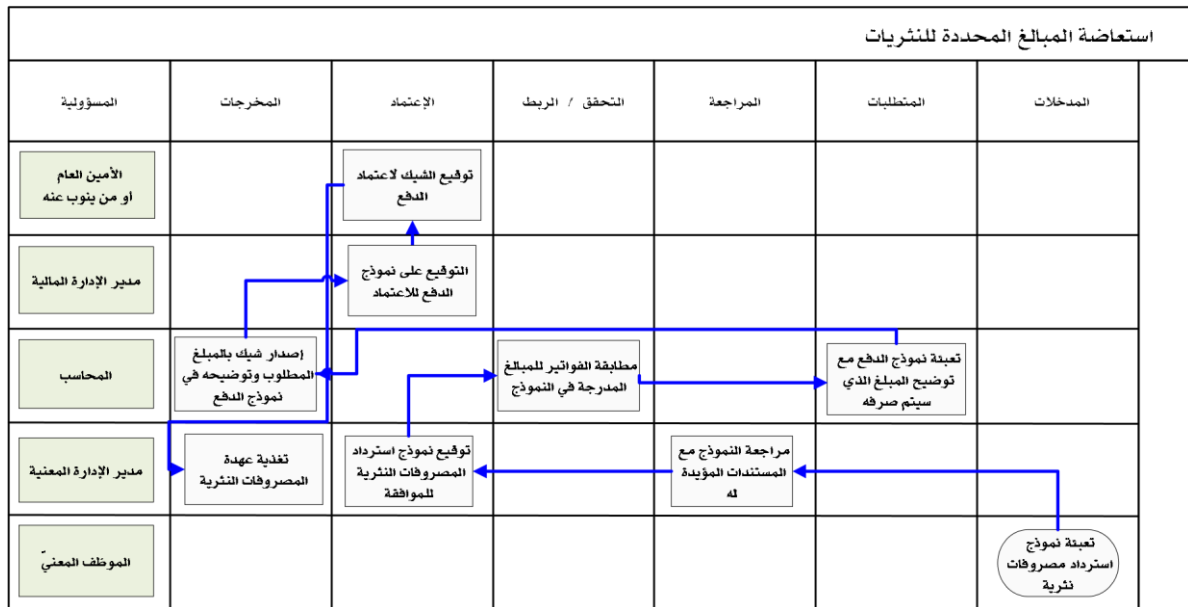 استعاضة المبالغ المحددة للنثريات
المدخلات
المتطلبات
المراجعة
التحقق / الربط
الإعتماد
المخرجات
المسؤولية
توقيع الشيك لاعتماد
الدفع
الأمين العام
او من ينوب عنه
التوقيع على نموذج
الدفع للاعتماد
مدير الإدارة المالية
تعبئة نموذج الدفع مع
توضيح المبلغ الذي
سيتم صرفه
مطابقة الفواتير للمبالغ
المدرجة في النموذج
إصدار شيك بالمبلغ
المطلوب وتوضيحه في
نموذج الدفع
المحاسب
مراجعة النموذج مع
المستندات المؤيدة
له
توقيع نموذج استرداد
المصروفات النثرية
للموافقة
تغذية عهدة
المصروفات النثرية
مدير الإدارة المعنية
تعبئة نموذج
استرداد مصروفات
نثرية
الموظف المعنيّ